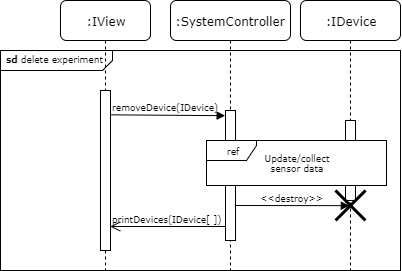 :IView
:SystemController
:IDevice
sd delete experiment
removeDevice(IDevice)
ref
Update/collect
sensor data
<<destroy>>
printDevices(IDevice[ ])